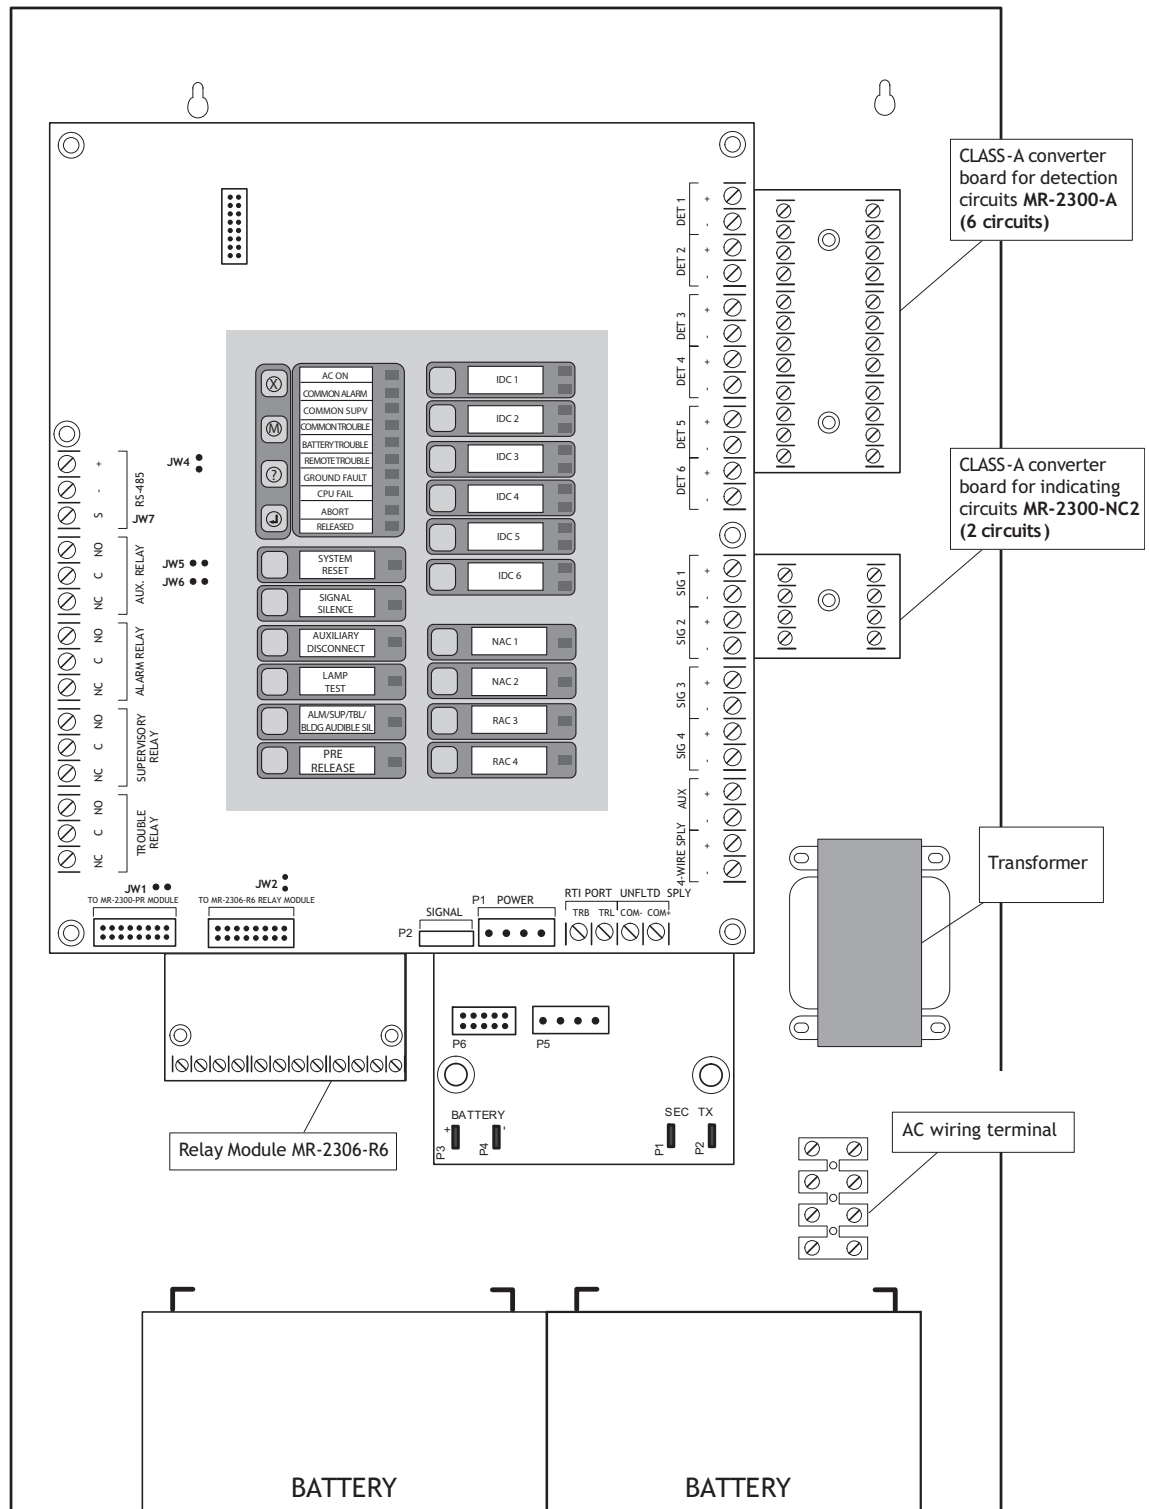 CLASS-A converter
board for detection
circuits MR-2300-A
(6 circuits)
DET 1
+
-
DET 2
+
-
DET 3
+
-
DET 4
+
-
DET 5
+
-
DET 6
+
-
CLASS-A converter
board for indicating
circuits MR-2300-NC2
(2 circuits)
SIG 1
+
-
SIG 2
+
-
SIG 3
+
-
SIG 4
+
-
AUX
+
-
4-WIRE SPLY
+
-
X
M
?
AC ON
COMMON ALARM
COMMON SUPV
COMMON TROUBLE
BATTERY TROUBLE
REMOTE TROUBLE
GROUND FAULT
CPU FAIL
ABORT
RELEASED
SYSTEM
RESET
SIGNAL
SILENCE
AUXILIARY
DISCONNECT
LAMP
TEST
ALM/SUP/TBL/
BLDG AUDIBLE SIL
PRE
RELEASE
IDC 1
IDC 2
IDC 3
IDC 4
IDC 5
IDC 6
NAC 1
NAC 2
RAC 3
RAC 4
JW4
+
-
S
RS-485
JW7
JW5
JW6
NO
C
NC
AUX. RELAY
NO
C
NC
ALARM RELAY
NO
C
NC
SUPERVISORY
RELAY
NO
C
NC
TROUBLE
RELAY
JW1
TO MR-2300-PR MODULE
JW2
TO MR-2306-R6 RELAY MODULE
SIGNAL
P2
P1 POWER
RTI PORT UNFLTD SPLY
TRB TRL COM- COM+
Transformer
P6
P5
BATTERY
+
-
P3
P4
SEC TX
P1
P2
Relay Module MR-2306-R6
AC wiring terminal
BATTERY
BATTERY